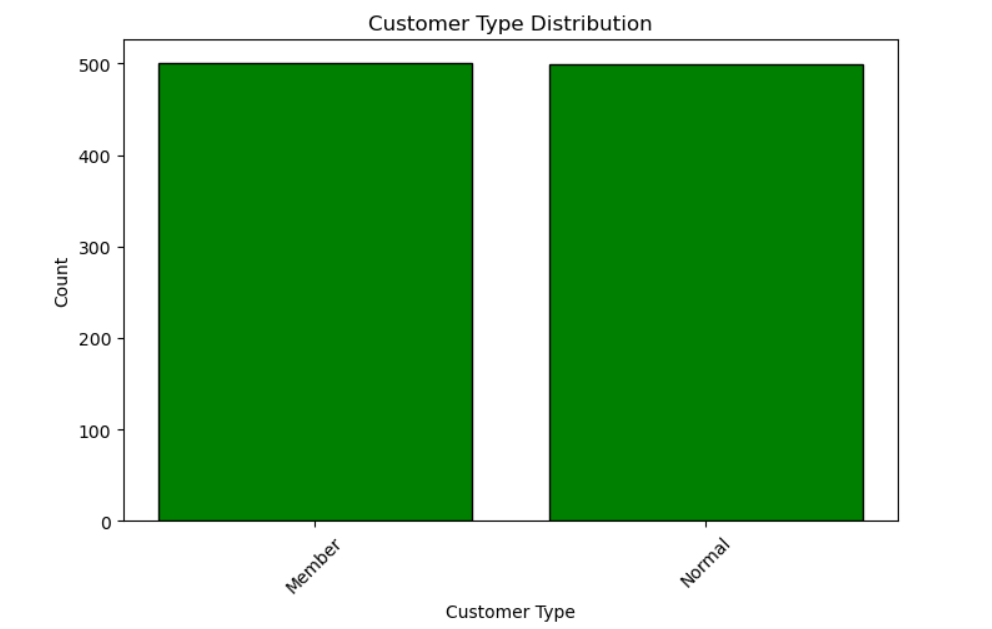 Customer Type Distribution
500
400
300
200
100
0
Count
Member
Normal
Customer Type